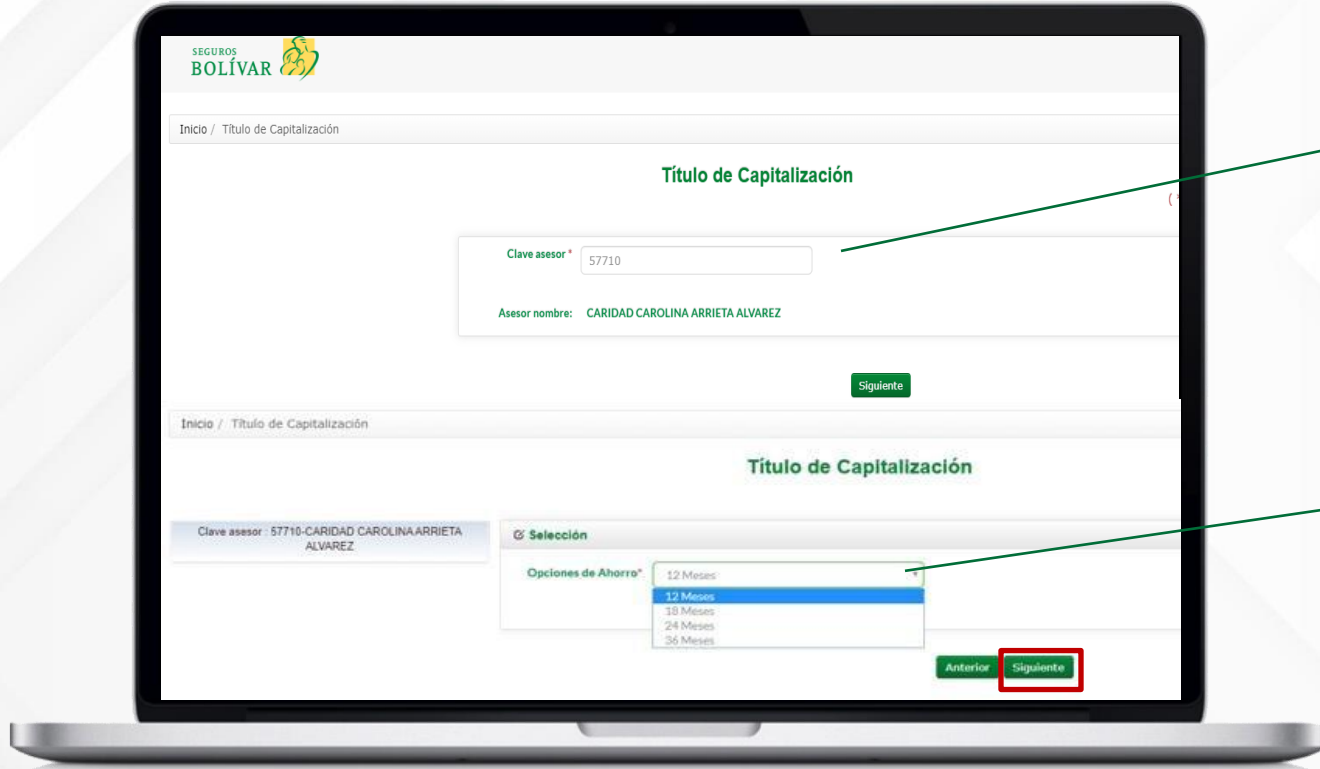 SEGUROS
BOLÍVAR
Inicio / Título de Capitalización
Título de Capitalización
( *
Clave asesor * 57710
Asesor nombre: CARIDAD CAROLINA ARRIETA ALVAREZ
Siguiente
Inicio / Título de Capitalización
Título de Capitalización
Clave asesor : 57710-CARIDAD CAROLINA ARRIETA
ALVAREZ
Selección
Opciones de Ahorro* 12 Meses
12 Meses
18 Meses
24 Meses
36 Meses
Anterior Siguiente